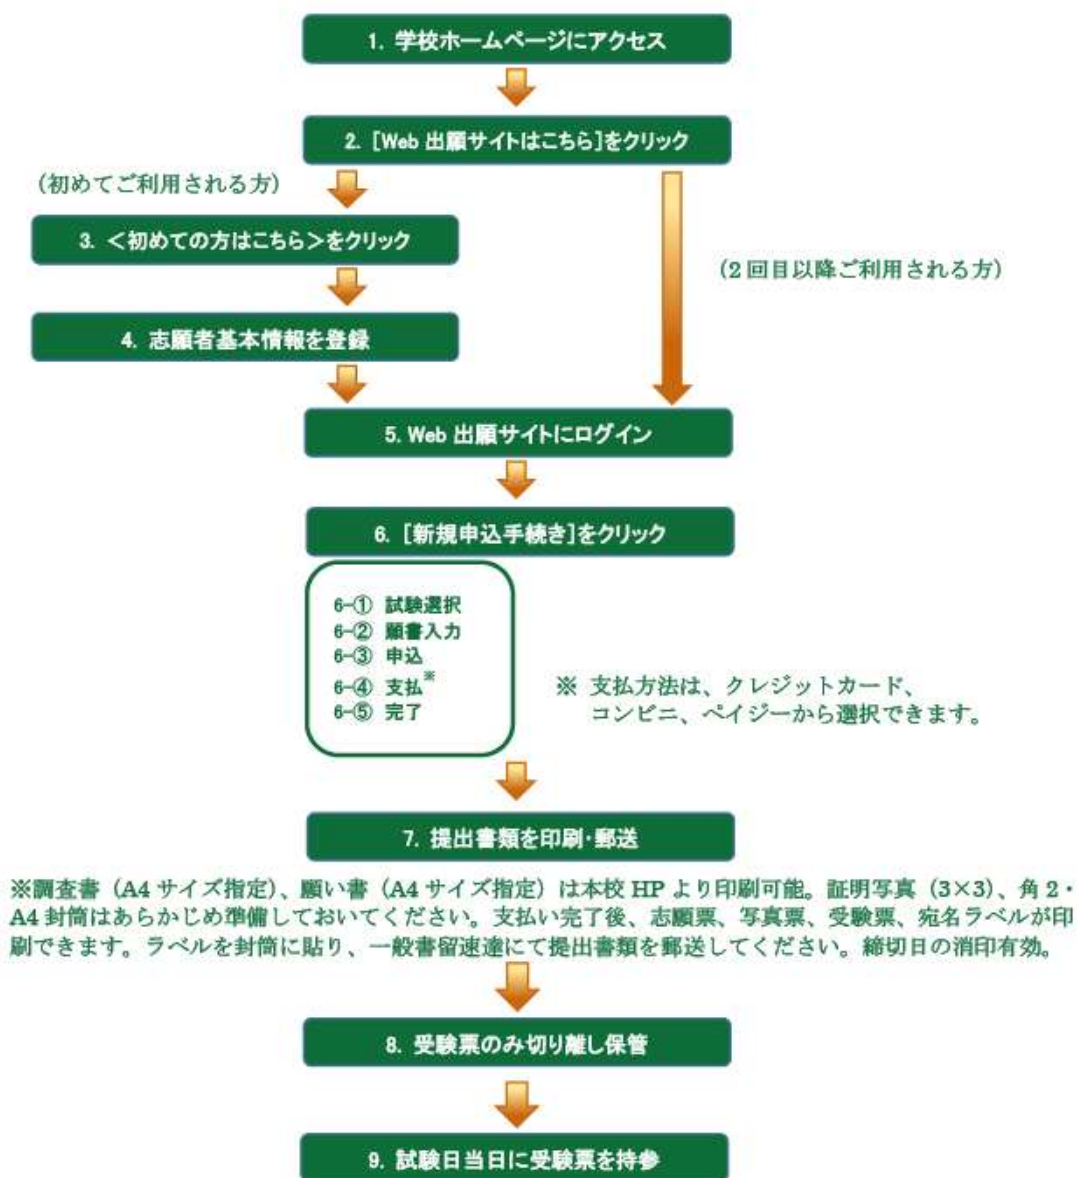 1. 学校ホームページにアクセス
2. [Web 出願サイトはこちら]をクリック
(初めてご利用される方)
3. <初めての方はこちら>をクリック
(2回目以降ご利用される方)
4. 志願者基本情報を登録
5. Web 出願サイトにログイン
6. [新規申込手続き]をクリック
6-① 試験選択
6-② 願書入力
6-③ 申込
6-④ 支払※
6-⑤ 完了
※ 支払方法は、クレジットカード、
コンビニ、ペイジーから選択できます。
7. 提出書類を印刷・郵送
※調査書(A4 サイズ指定)、願い書(A4 サイズ指定)は本校 HP より印刷可能。証明写真(3×3)、角 2・
A4 封筒はあらかじめ準備しておいてください。支払い完了後、志願票、写真票、受験票、宛名ラベルが印
刷できます。ラベルを封筒に貼り、一般書留速達にて提出書類を郵送してください。締切日の消印有効。
8. 受験票のみ切り離し保管
9. 試験日当日に受験票を持参